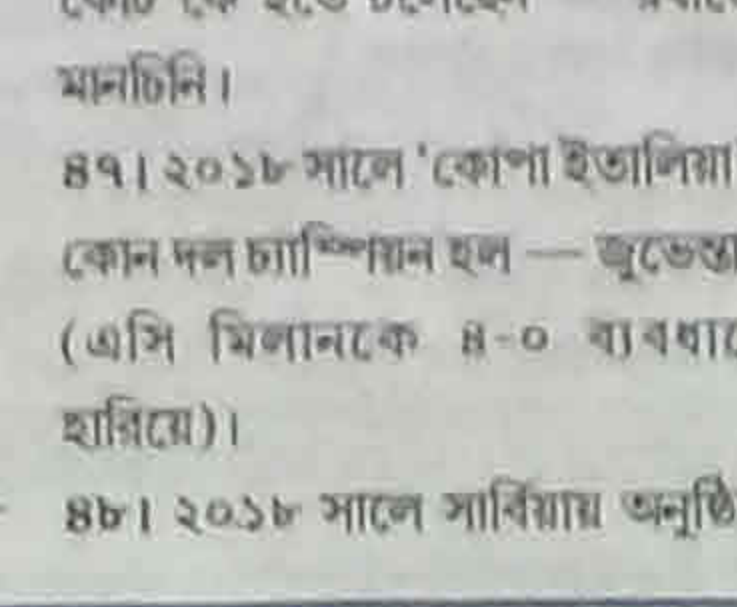 মানচিনি।
৪৭। ২০১৮ সালে 'কোপা ইতালিয়া'
কোন দল চ্যাম্পিয়ন হল — জুভেন্তা
(এসি মিলানকে ৪-০ ব্যবধানে
হারিয়ে)।
৪৮। ২০১৮ সালে সার্বিয়ায় অনুষ্ঠি